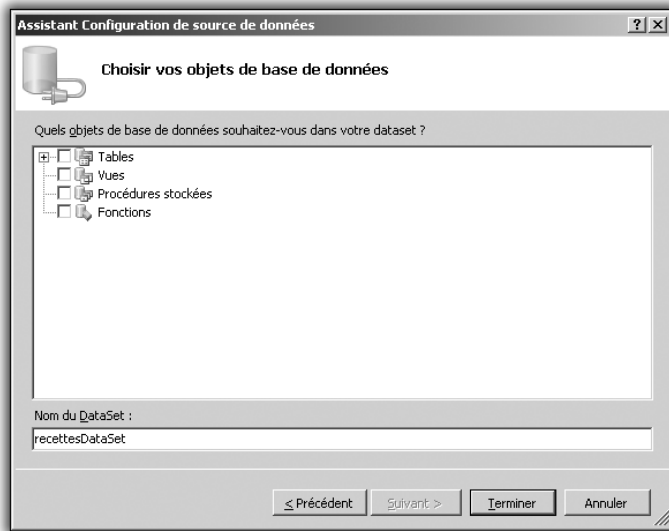 Assistant Configuration de source de données
Choisir vos objets de base de données
Quels objets de base de données souhaitez-vous dans votre dataset ?
Tables
Vues
Procédures stockées
Fonctions
Nom du DataSet :
recettesDataSet
< Précédent Suivant > Terminer Annuler